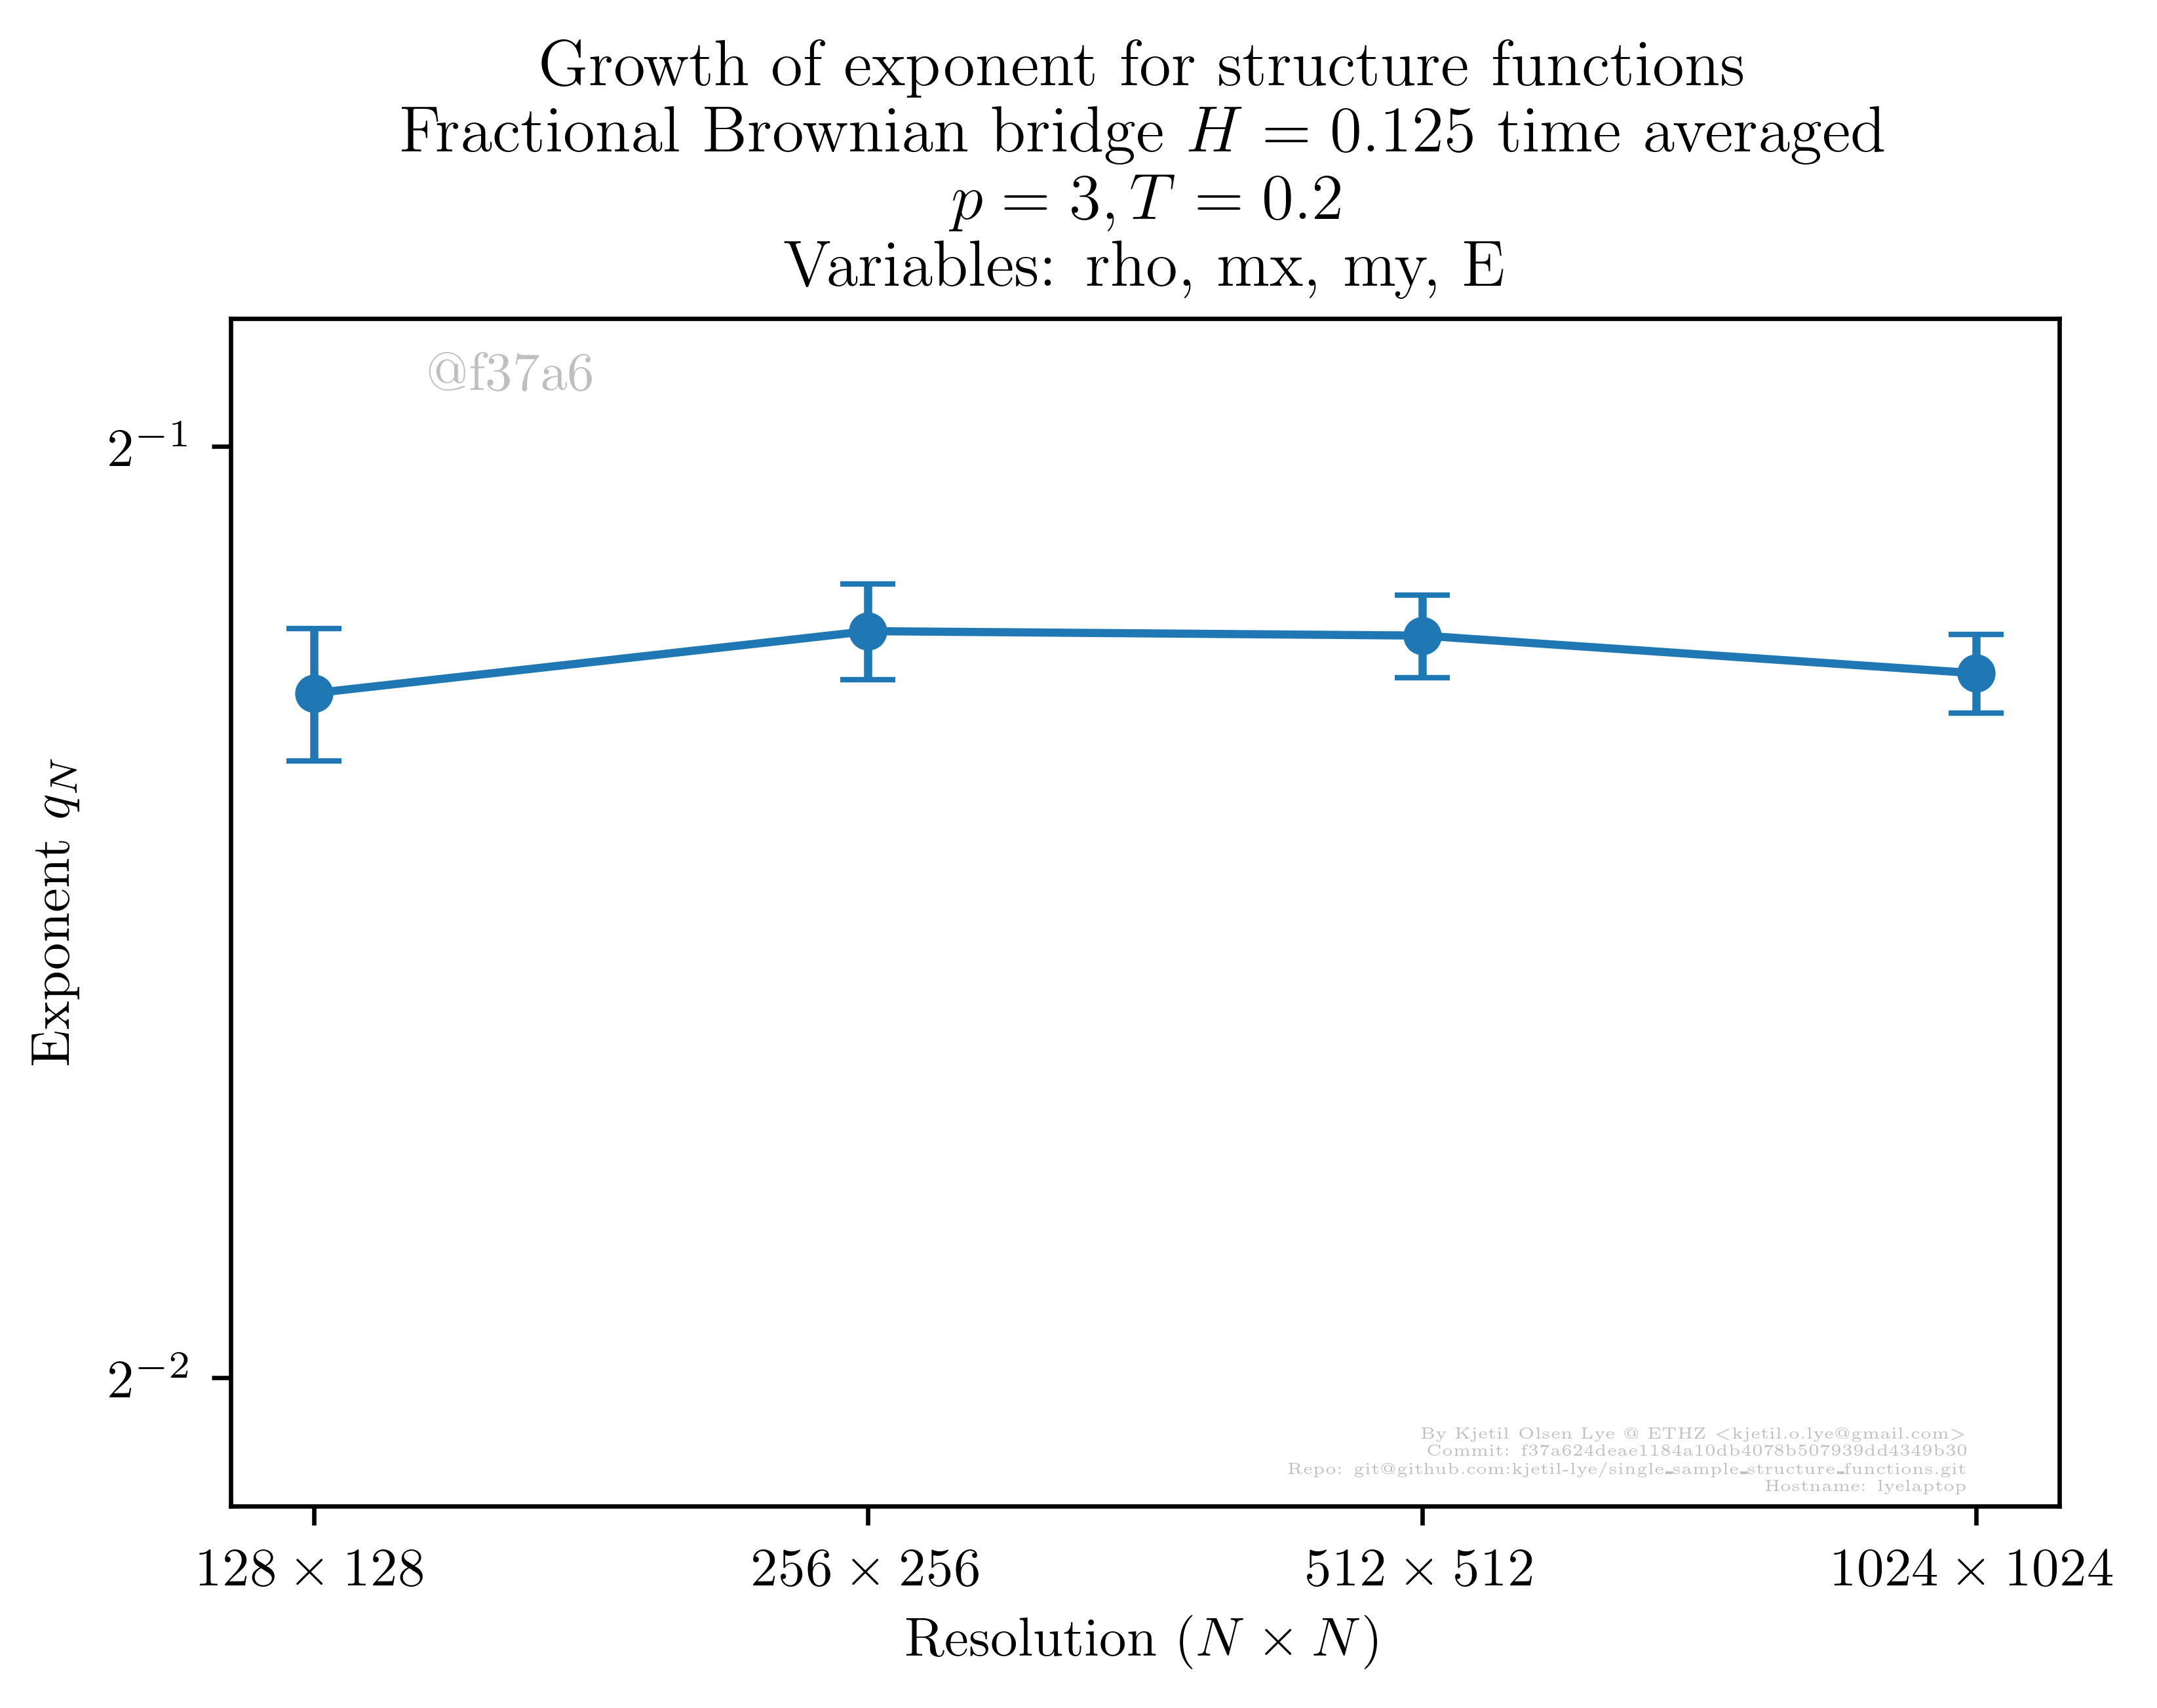 Growth of exponent for structure functions
Fractional Brownian bridge H = 0.125 time averaged
p = 3, T = 0.2
Variables: rho, mx, my, E
@f37a6
2⁻¹
Exponent q_N
2⁻²
By Kjetil Olsen Lye @ ETHZ <kjetil.o.lye@gmail.com>
Commit: f37a624deae1184a10db4078b507939dd4349b30
Repo: git@github.com:kjetil-lye/single_sample_structure_functions.git
Hostname: lyelaptop
128 × 128 256 × 256 512 × 512 1024 × 1024
Resolution (N × N)